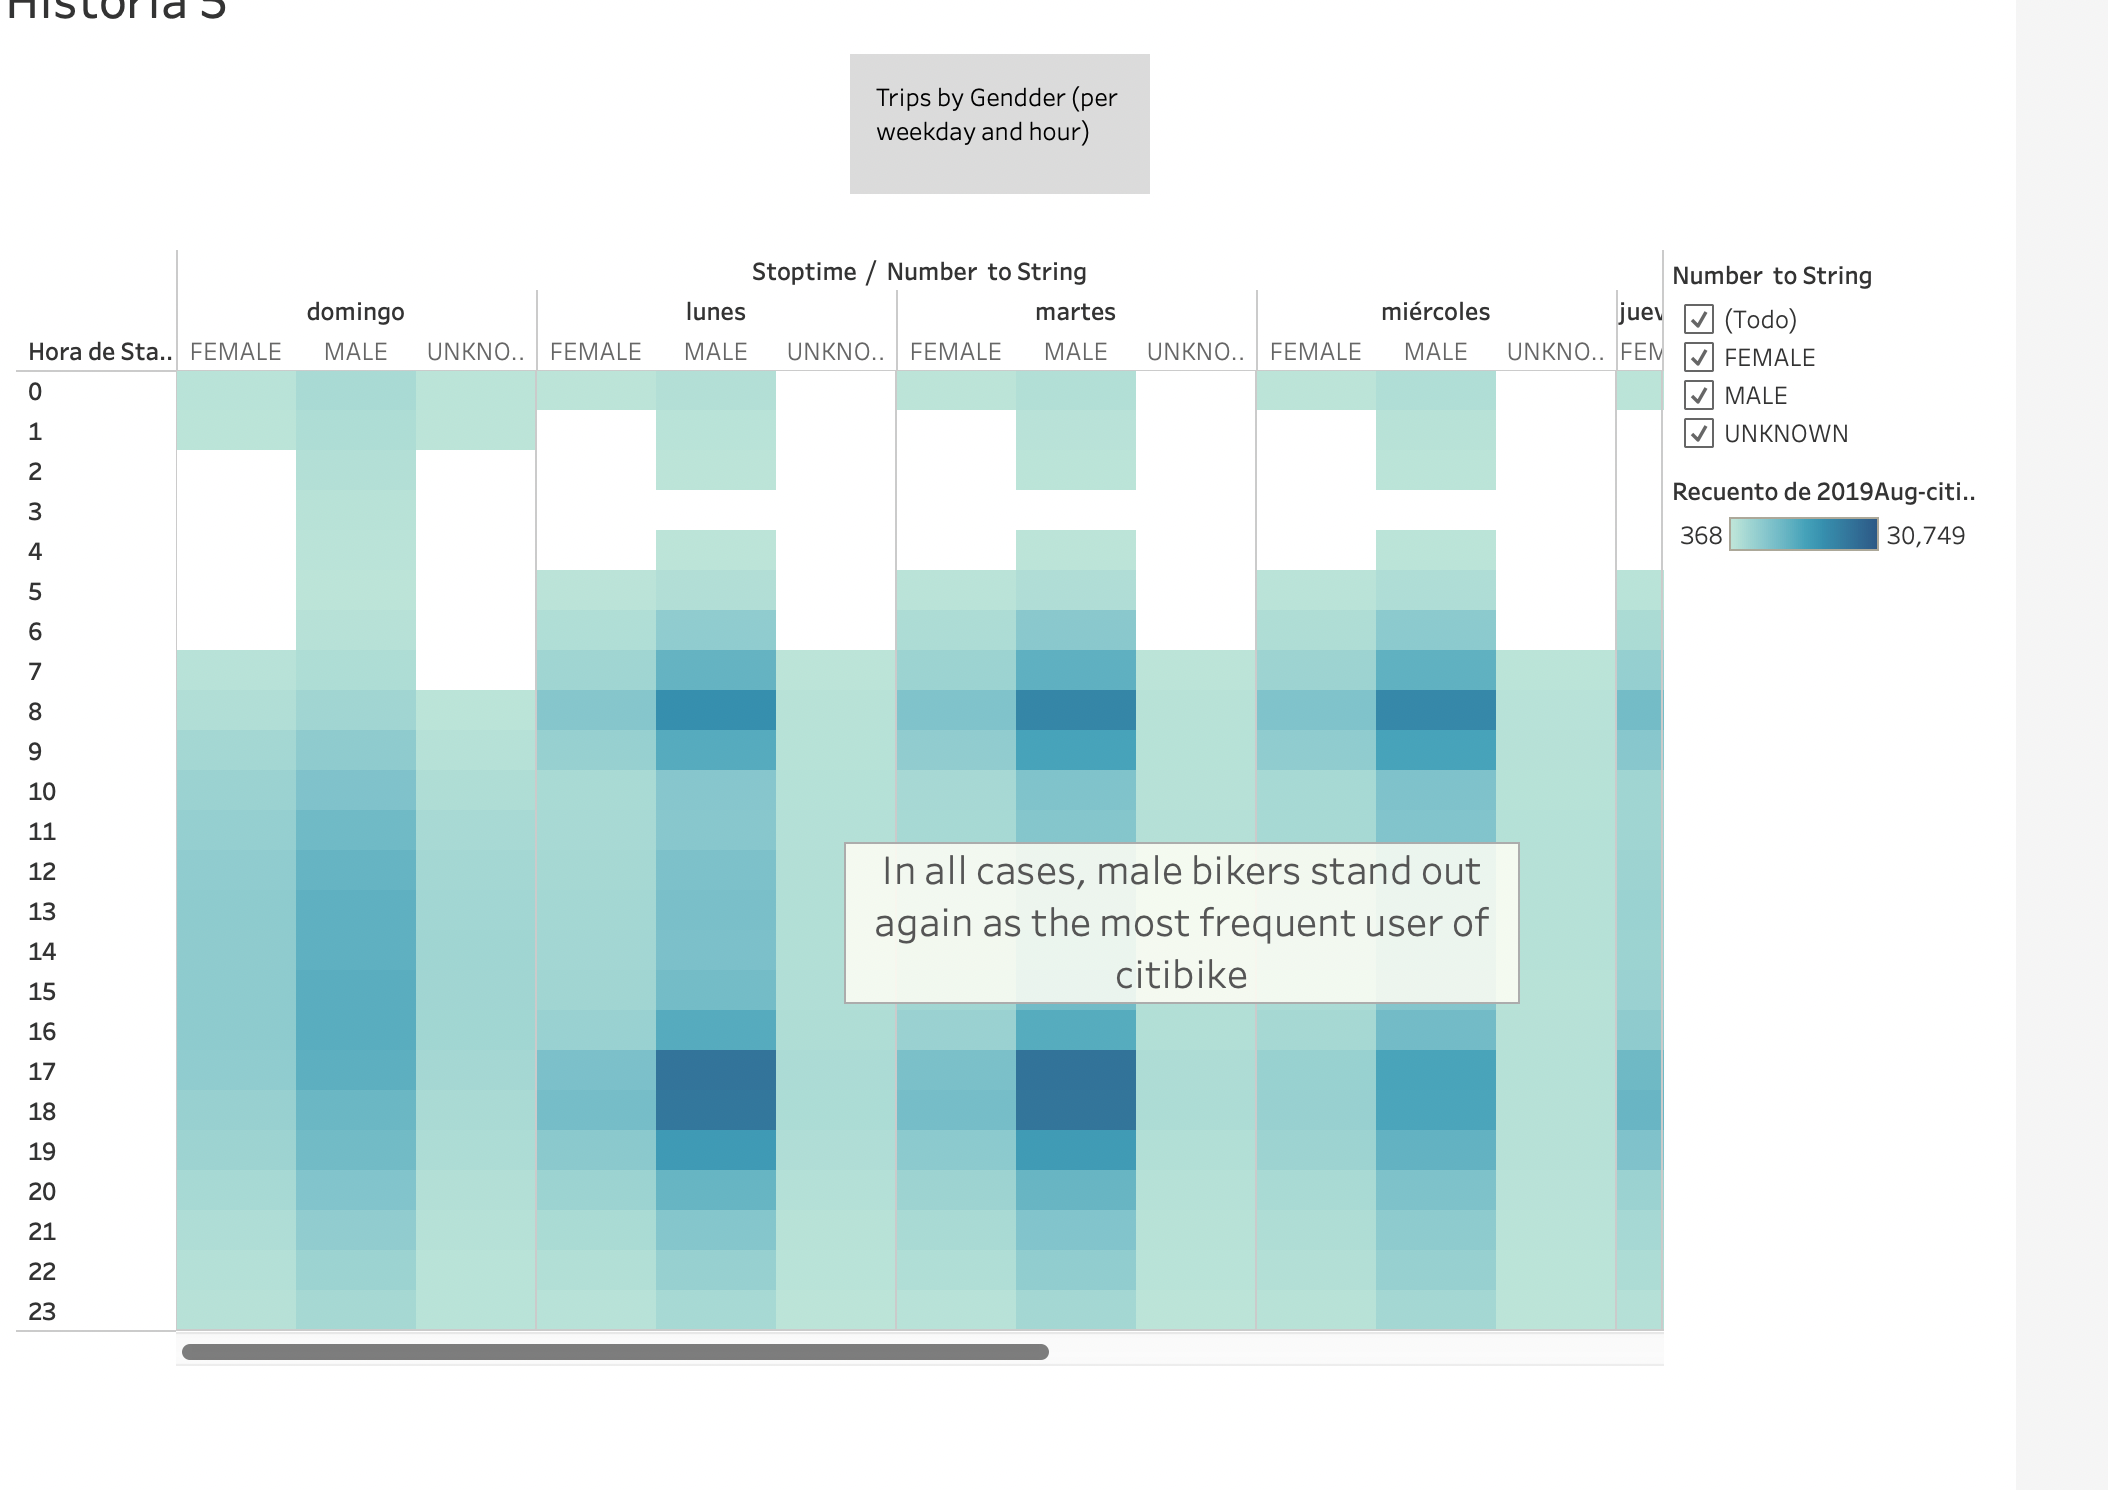 Historia 5
Trips by Gendder (per
weekday and hour)
Stoptime / Number to String
domingo lunes martes miércoles juev
Hora de Sta.. FEMALE MALE UNKNO.. FEMALE MALE UNKNO.. FEMALE MALE UNKNO.. FEMALE MALE UNKNO.. FEM
0
1
2
3
4
5
6
7
8
9
10
11
12
13
14
15
16
17
18
19
20
21
22
23
In all cases, male bikers stand out
again as the most frequent user of
citibike
Number to String
(Todo)
FEMALE
MALE
UNKNOWN
Recuento de 2019Aug-citi..
368 30,749